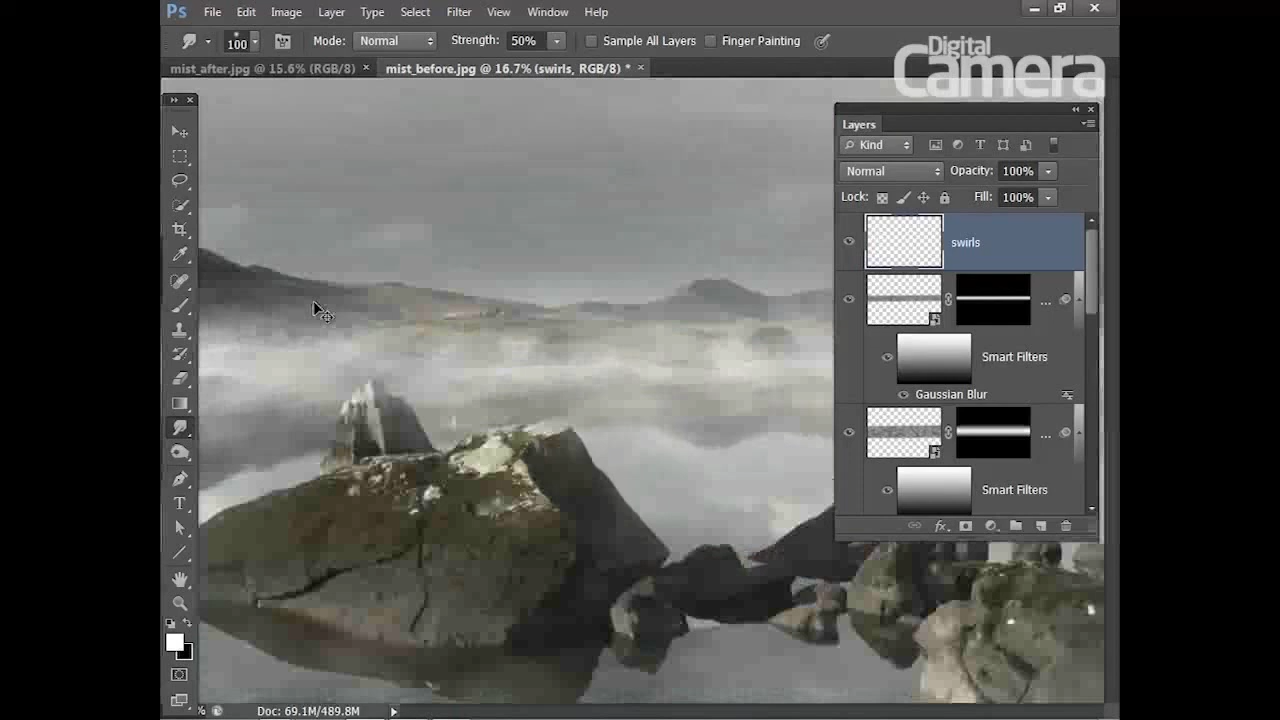 Ps File Edit Image Layer Type Select Filter View Window Help
100 Mode: Normal Strength: 50% Sample All Layers Finger Painting
Digital
Camera
mist_after.jpg @ 15.6% (RGB/8) × mist_before.jpg @ 16.7% (swirls, RGB/8) * ×
Layers
Kind
Normal Opacity: 100%
Lock: Fill: 100%
swirls
...
Smart Filters
Gaussian Blur
...
Smart Filters
fx.
T
% Doc: 69.1M/489.8M